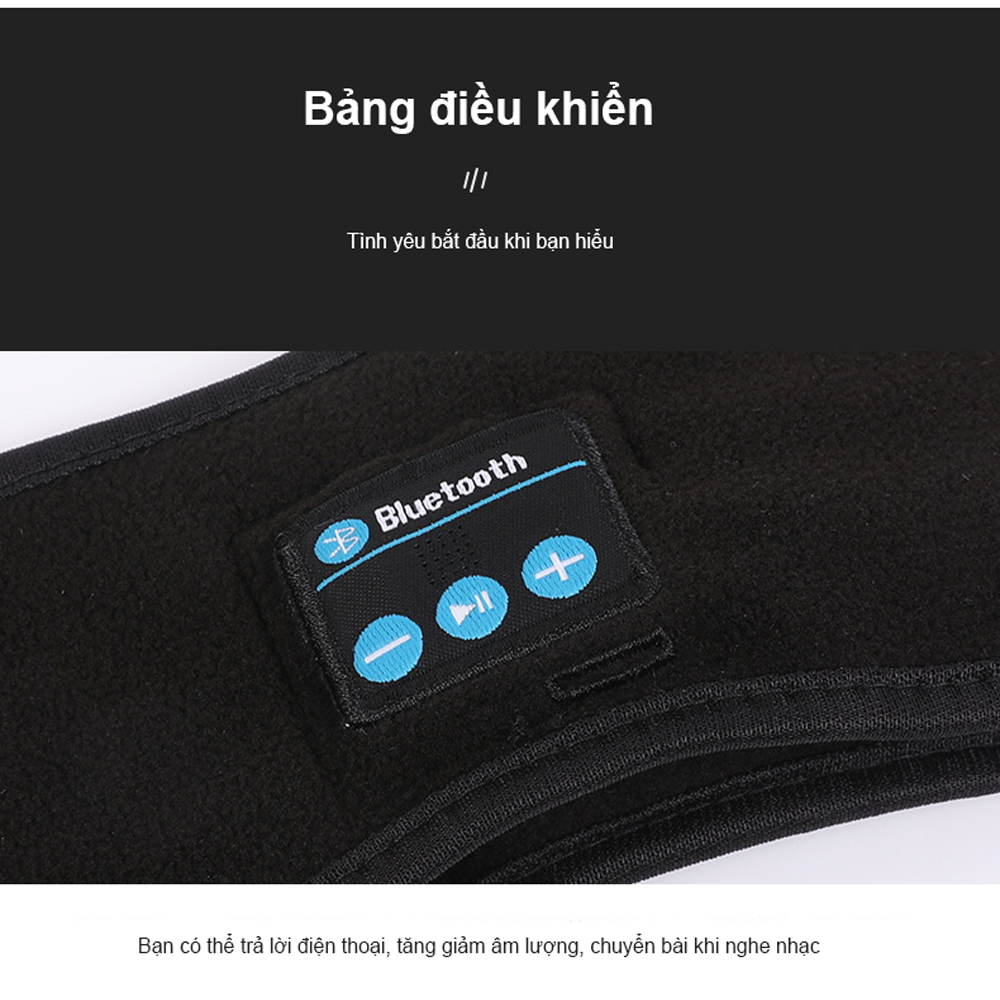 Bảng điều khiển
Tình yêu bắt đầu khi bạn hiểu
Bluetooth
Bạn có thể trả lời điện thoại, tăng giảm âm lượng, chuyển bài khi nghe nhạc